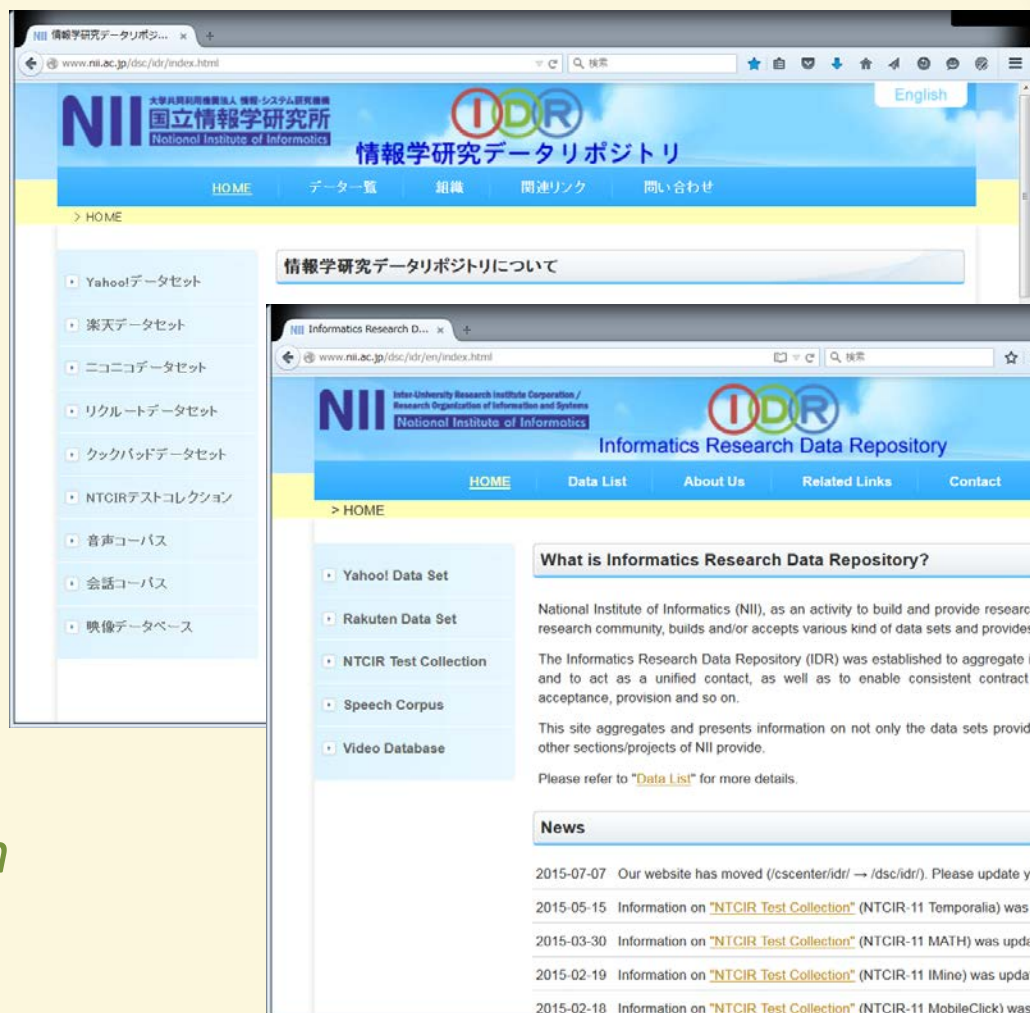 NII 情報学研究データリポジ... × +
www.nii.ac.jp/dsc/idr/index.html
検索
English
NII
大学共同利用機関法人 情報・システム研究機構
国立情報学研究所
National Institute of Informatics
IDR
情報学研究データリポジトリ
HOME データ一覧 組織 関連リンク 問い合わせ
> HOME
情報学研究データリポジトリについて
Yahoo!データセット
楽天データセット
ニコニコデータセット
リクルートデータセット
クックパッドデータセット
NTCIRテストコレクション
音声コーパス
会話コーパス
映像データベース
NII Informatics Research D... × +
www.nii.ac.jp/dsc/idr/en/index.html
検索
NII
Inter-University Research Institute Corporation /
Research Organization of Information and Systems
National Institute of Informatics
IDR
Informatics Research Data Repository
HOME Data List About Us Related Links Contact
> HOME
Yahoo! Data Set
Rakuten Data Set
NTCIR Test Collection
Speech Corpus
Video Database
What is Informatics Research Data Repository?
National Institute of Informatics (NII), as an activity to build and provide researc
research community, builds and/or accepts various kind of data sets and provides
The Informatics Research Data Repository (IDR) was established to aggregate i
and to act as a unified contact, as well as to enable consistent contract
acceptance, provision and so on.
This site aggregates and presents information on not only the data sets provid
other sections/projects of NII provide.
Please refer to "Data List" for more details.
News
2015-07-07 Our website has moved (/cscenter/idr/ → /dsc/idr/). Please update y
2015-05-15 Information on "NTCIR Test Collection" (NTCIR-11 Temporalia) was
2015-03-30 Information on "NTCIR Test Collection" (NTCIR-11 MATH) was upda
2015-02-19 Information on "NTCIR Test Collection" (NTCIR-11 IMine) was updat
2015-02-18 Information on "NTCIR Test Collection" (NTCIR-11 MobileClick) was